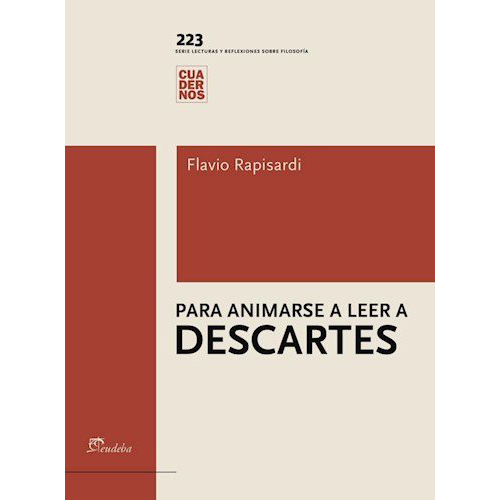 223
SERIE LECTURAS Y REFLEXIONES SOBRE FILOSOFÍA
CUA
DER
NOS
Flavio Rapisardi
PARA ANIMARSE A LEER A
DESCARTES
eudeba